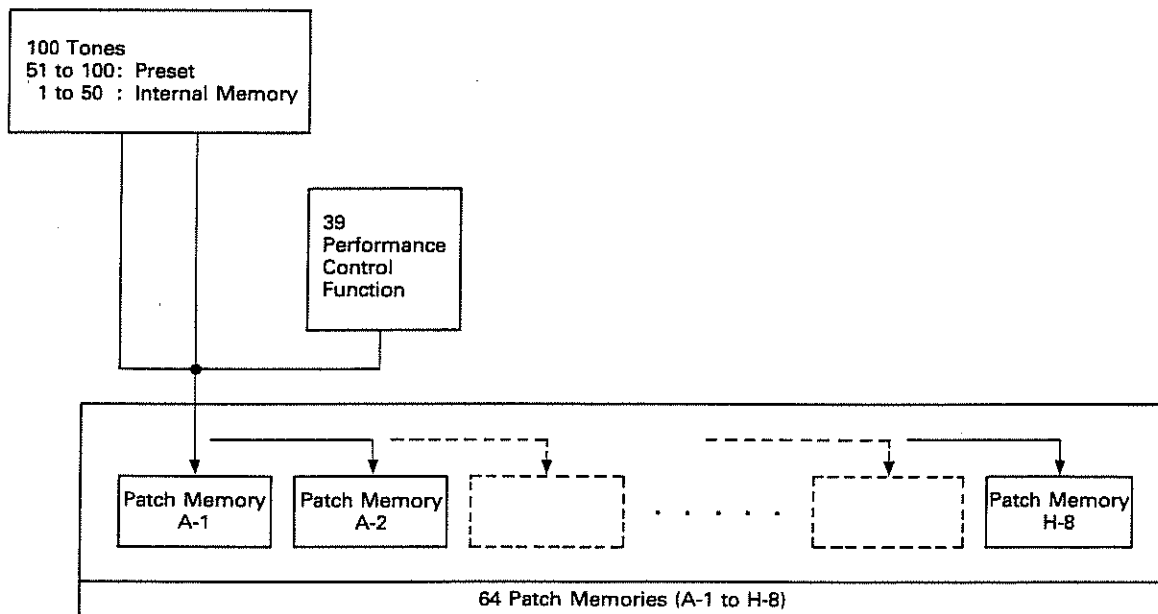 100 Tones
51 to 100: Preset
1 to 50 : Internal Memory
39
Performance
Control
Function
Patch Memory
A-1
Patch Memory
A-2
Patch Memory
H-8
64 Patch Memories (A-1 to H-8)